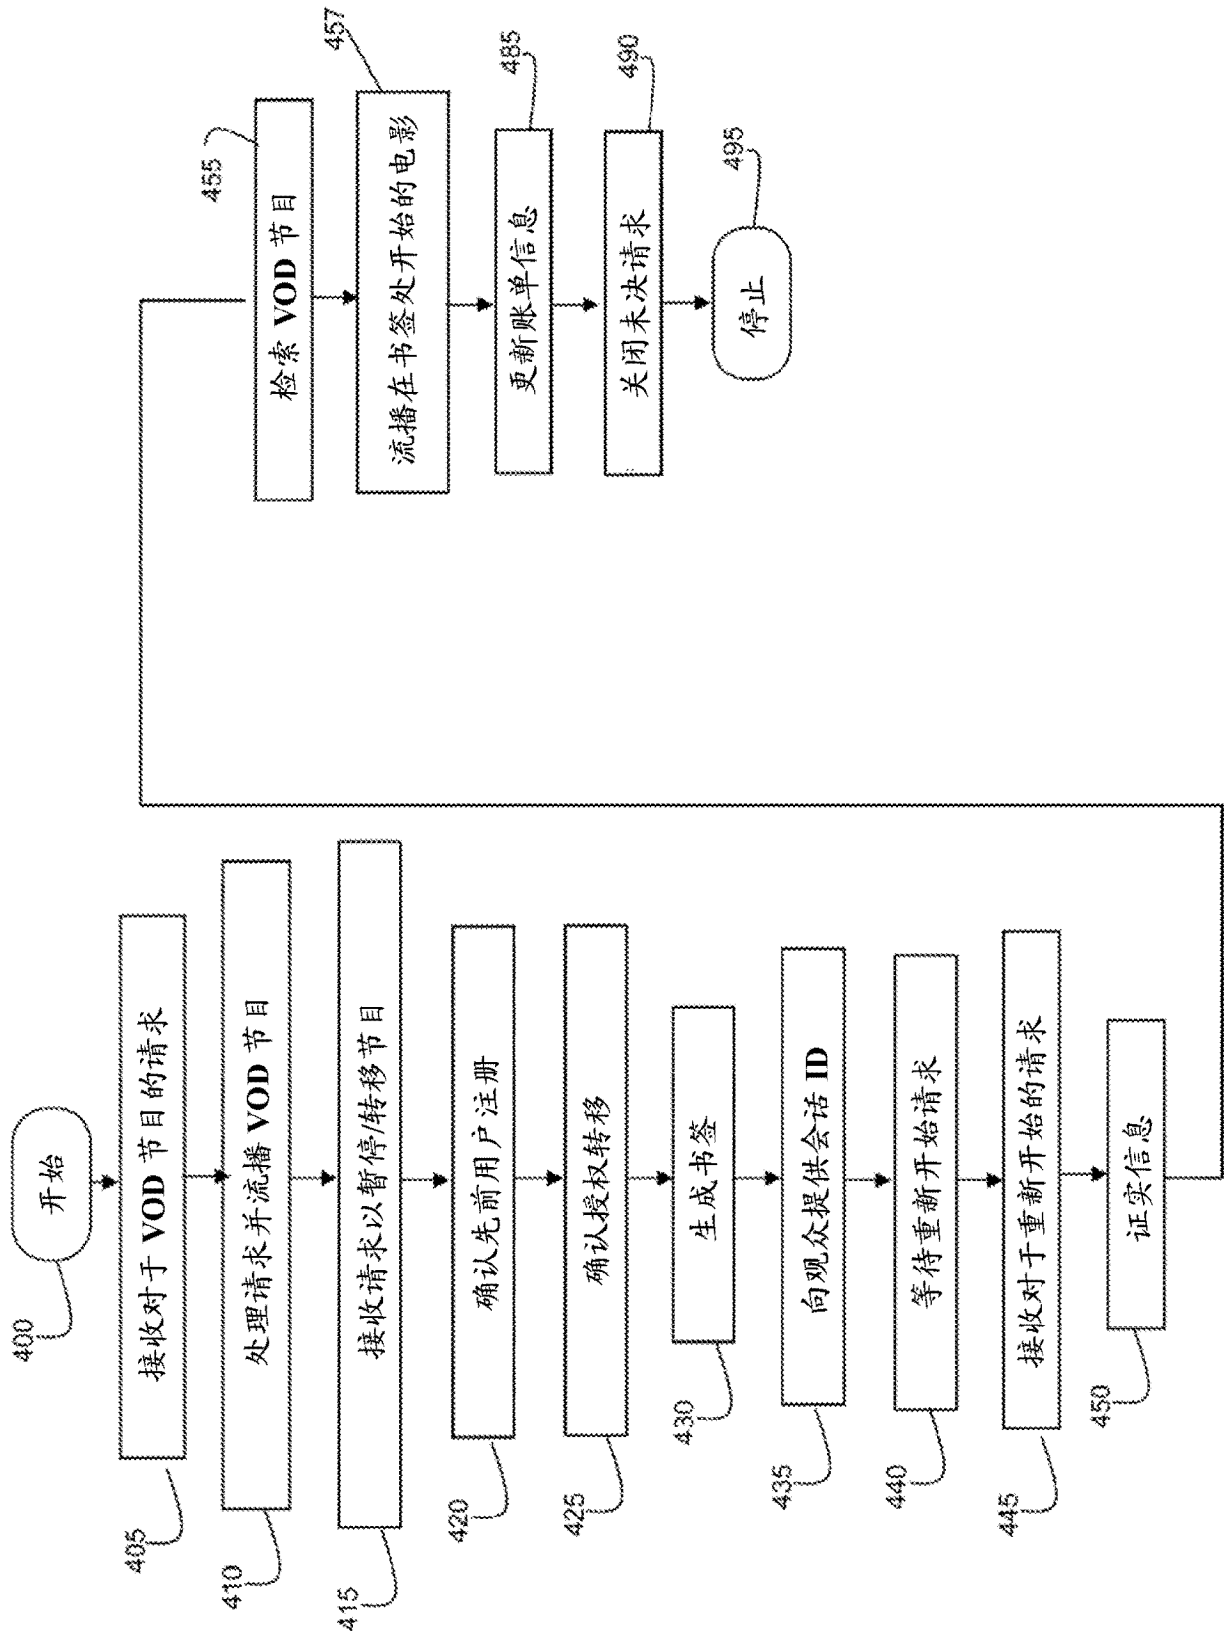 开始
400
接收对于 VOD 节目的请求
405
处理请求并流播 VOD 节目
410
接收请求以暂停/转移节目
415
确认先前用户注册
420
确认授权转移
425
生成书签
430
向观众提供会话 ID
435
等待重新开始请求
440
接收对于重新开始的请求
445
证实信息
450
检索 VOD 节目
455
流播在书签处开始的电影
457
更新账单信息
485
关闭未决请求
490
停止
495